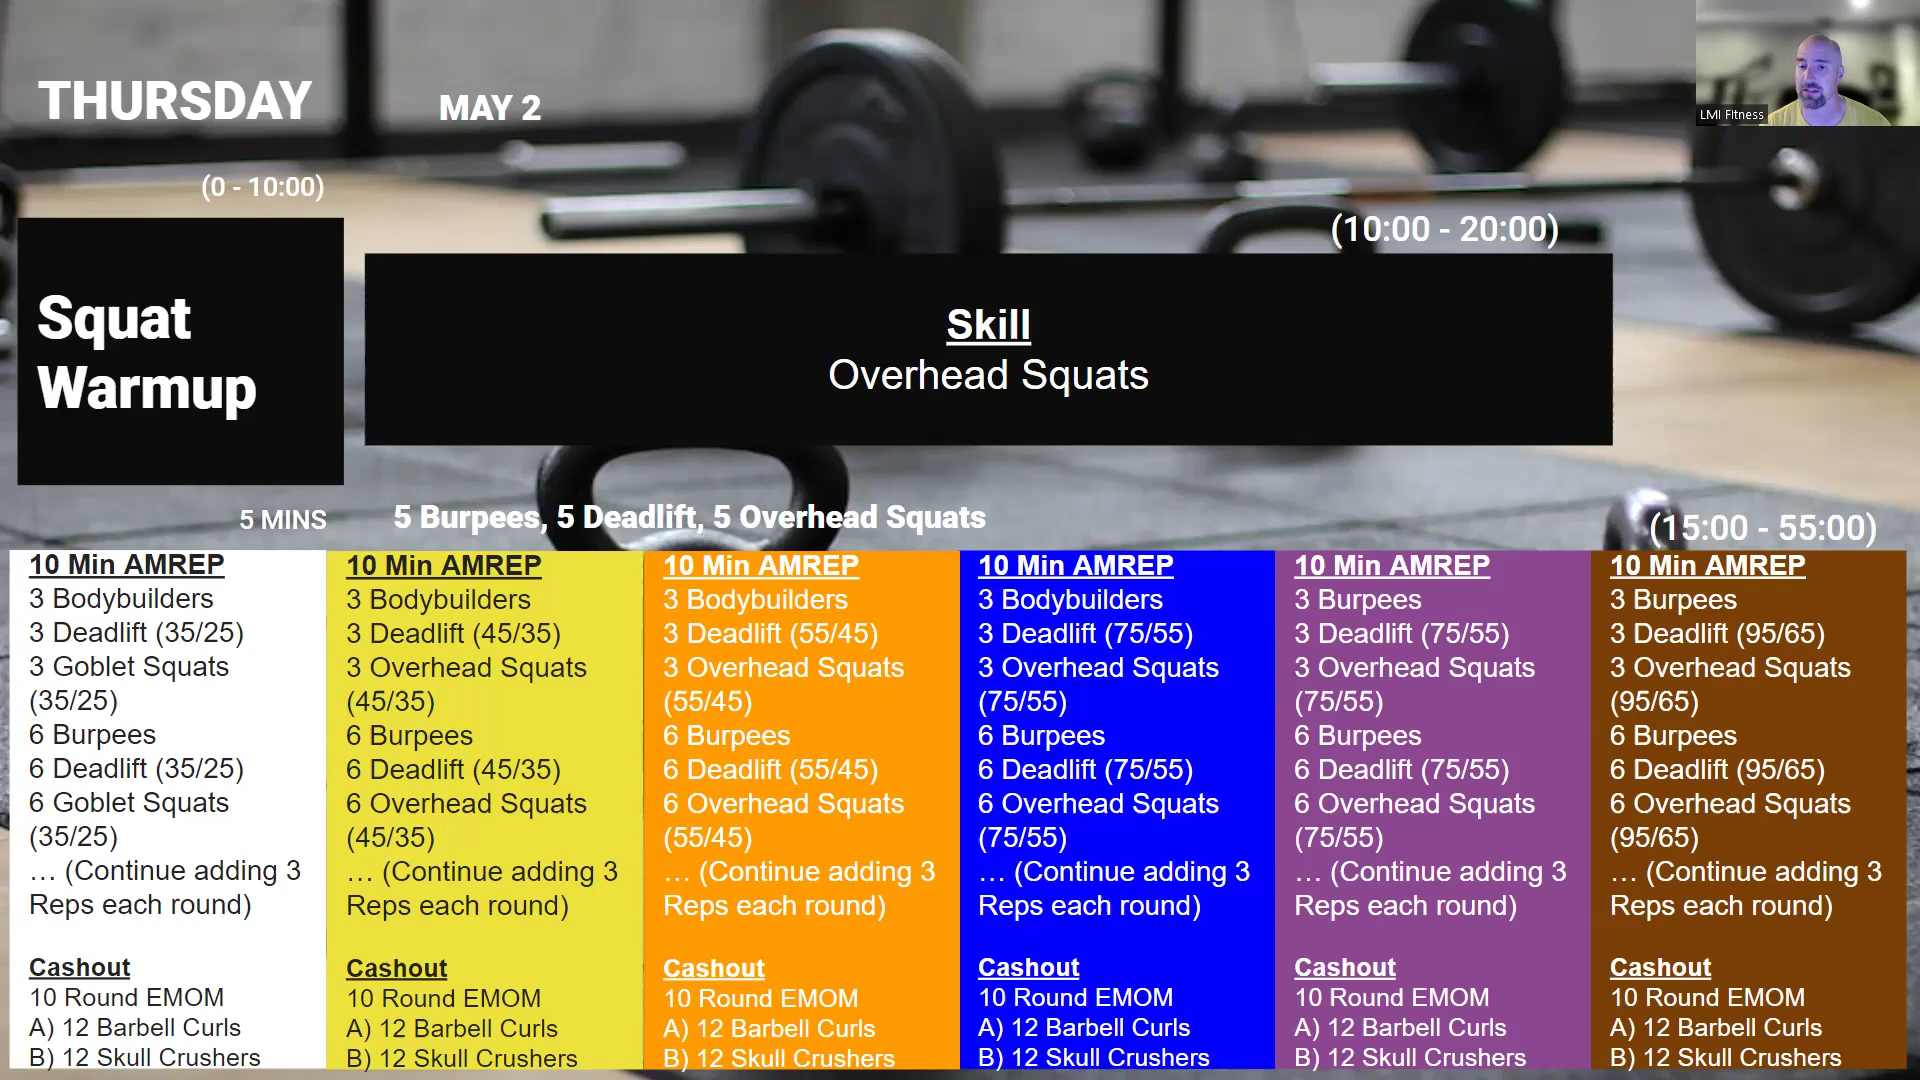 THURSDAY
MAY 2
LMI Fitness
(0 - 10:00)
(10:00 - 20:00)
Squat
Warmup
Skill
Overhead Squats
5 MINS
5 Burpees, 5 Deadlift, 5 Overhead Squats
(15:00 - 55:00)
10 Min AMREP
3 Bodybuilders
3 Deadlift (35/25)
3 Goblet Squats
(35/25)
6 Burpees
6 Deadlift (35/25)
6 Goblet Squats
(35/25)
… (Continue adding 3
Reps each round)
Cashout
10 Round EMOM
A) 12 Barbell Curls
B) 12 Skull Crushers
10 Min AMREP
3 Bodybuilders
3 Deadlift (45/35)
3 Overhead Squats
(45/35)
6 Burpees
6 Deadlift (45/35)
6 Overhead Squats
(45/35)
… (Continue adding 3
Reps each round)
Cashout
10 Round EMOM
A) 12 Barbell Curls
B) 12 Skull Crushers
10 Min AMREP
3 Bodybuilders
3 Deadlift (55/45)
3 Overhead Squats
(55/45)
6 Burpees
6 Deadlift (55/45)
6 Overhead Squats
(55/45)
… (Continue adding 3
Reps each round)
Cashout
10 Round EMOM
A) 12 Barbell Curls
B) 12 Skull Crushers
10 Min AMREP
3 Bodybuilders
3 Deadlift (75/55)
3 Overhead Squats
(75/55)
6 Burpees
6 Deadlift (75/55)
6 Overhead Squats
(75/55)
… (Continue adding 3
Reps each round)
Cashout
10 Round EMOM
A) 12 Barbell Curls
B) 12 Skull Crushers
10 Min AMREP
3 Burpees
3 Deadlift (75/55)
3 Overhead Squats
(75/55)
6 Burpees
6 Deadlift (75/55)
6 Overhead Squats
(75/55)
… (Continue adding 3
Reps each round)
Cashout
10 Round EMOM
A) 12 Barbell Curls
B) 12 Skull Crushers
10 Min AMREP
3 Burpees
3 Deadlift (95/65)
3 Overhead Squats
(95/65)
6 Burpees
6 Deadlift (95/65)
6 Overhead Squats
(95/65)
… (Continue adding 3
Reps each round)
Cashout
10 Round EMOM
A) 12 Barbell Curls
B) 12 Skull Crushers